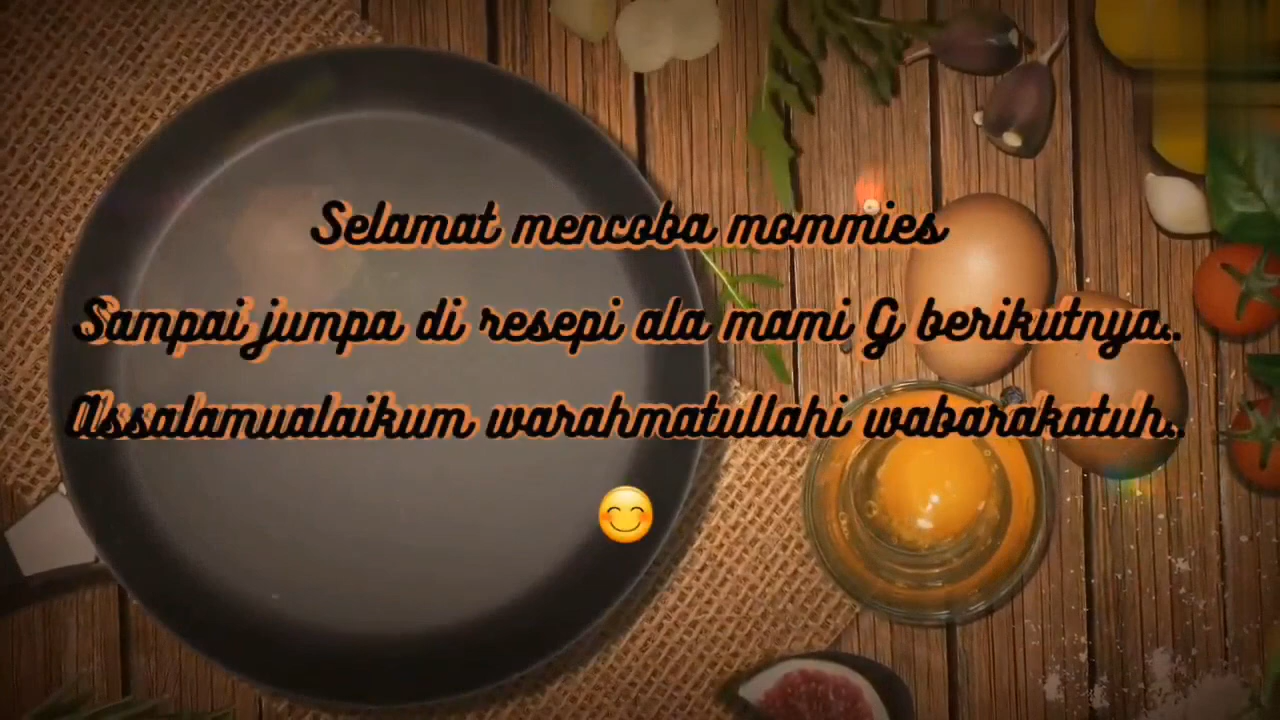 Selamat mencoba mommies
Sampai jumpa di resepi ala mami G berikutnya..
Assalamualaikum warahmatullahi wabarakatuh..
😊